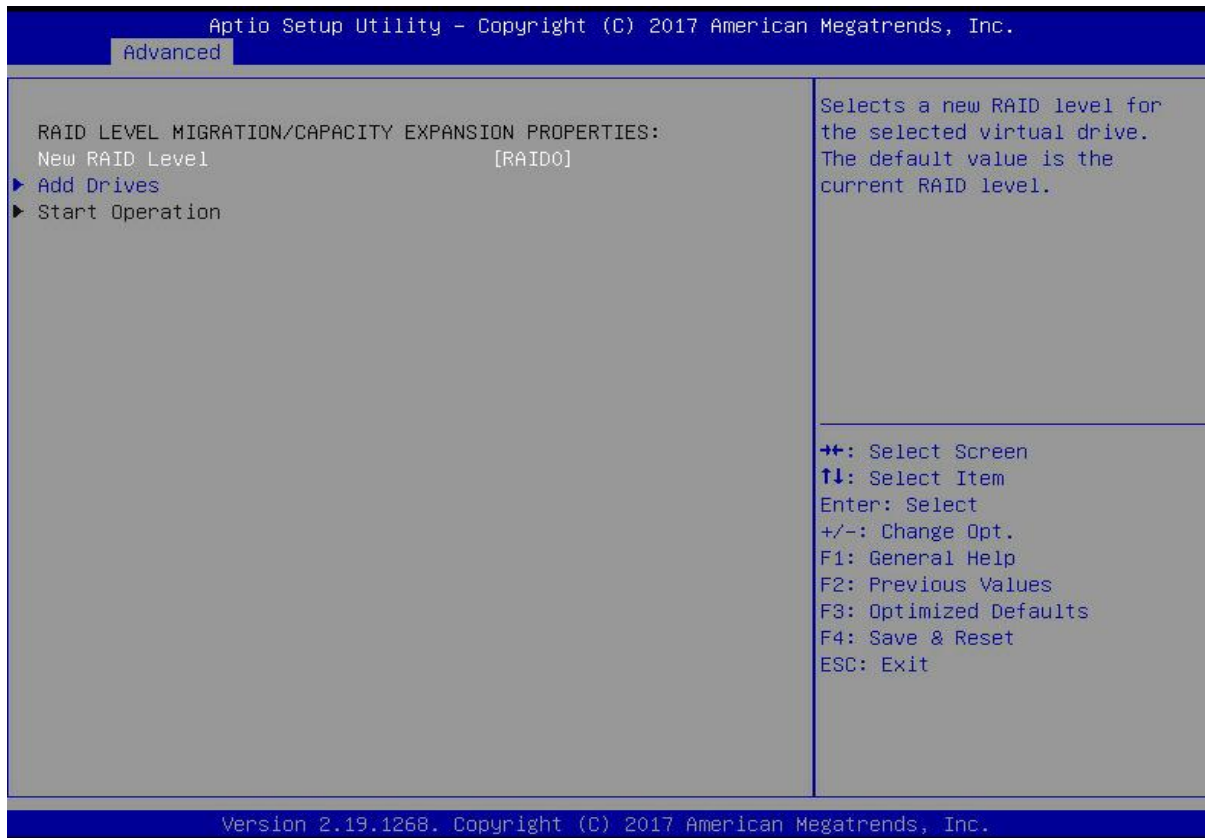 Aptio Setup Utility – Copyright (C) 2017 American Megatrends, Inc.
Advanced
RAID LEVEL MIGRATION/CAPACITY EXPANSION PROPERTIES:
New RAID Level [RAID0]
▶ Add Drives
▶ Start Operation
Selects a new RAID level for
the selected virtual drive.
The default value is the
current RAID level.
→←: Select Screen
↑↓: Select Item
Enter: Select
+/-: Change Opt.
F1: General Help
F2: Previous Values
F3: Optimized Defaults
F4: Save & Reset
ESC: Exit
Version 2.19.1268. Copyright (C) 2017 American Megatrends, Inc.